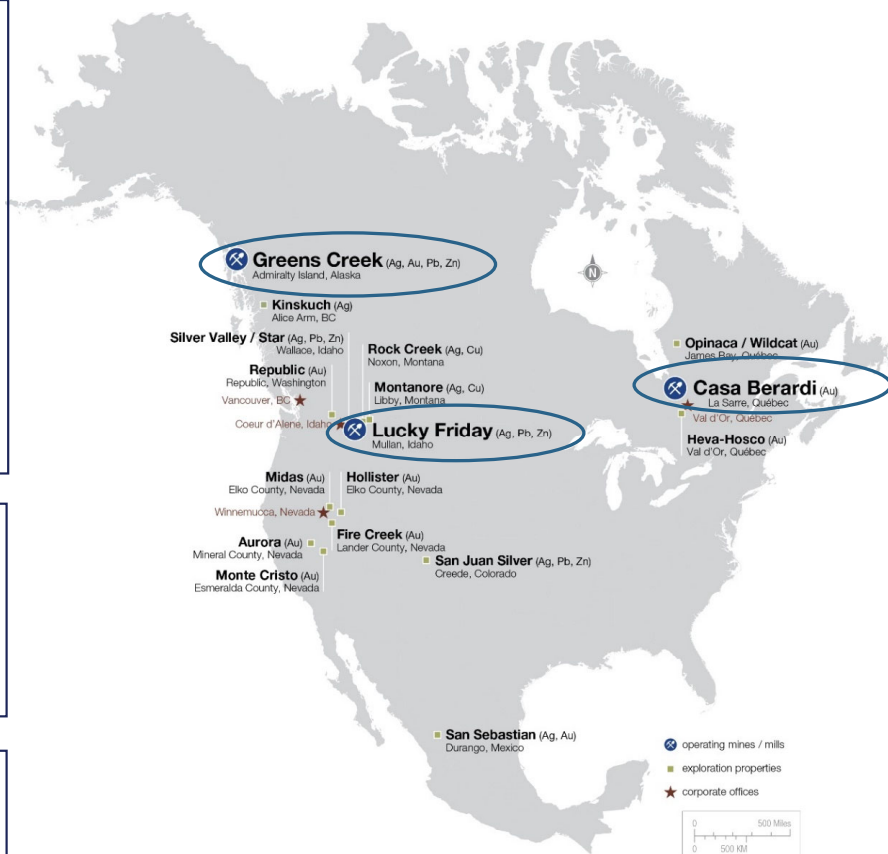 Greens Creek (Ag, Au, Pb, Zn)
Admiralty Island, Alaska
Kinskuch (Ag)
Alice Arm, BC
Silver Valley / Star (Ag, Pb, Zn)
Wallace, Idaho
Rock Creek (Ag, Cu)
Noxon, Montana
Republic (Au)
Republic, Washington
Vancouver, BC
Montanore (Ag, Cu)
Libby, Montana
Coeur d'Alene, Idaho
Lucky Friday (Ag, Pb, Zn)
Mullan, Idaho
N
Opinaca / Wildcat (Au)
James Bay, Québec
Casa Berardi (Au)
La Sarre, Québec
Val d'Or, Québec
Heva-Hosco (Au)
Val d'Or, Québec
Midas (Au)
Elko County, Nevada
Hollister (Au)
Elko County, Nevada
Winnemucca, Nevada
Fire Creek (Au)
Lander County, Nevada
Aurora (Au)
Mineral County, Nevada
Monte Cristo (Au)
Esmeralda County, Nevada
San Juan Silver (Ag, Pb, Zn)
Creede, Colorado
San Sebastian (Ag, Au)
Durango, Mexico
operating mines / mills
exploration properties
corporate offices
0 500 Miles
0 500 KM